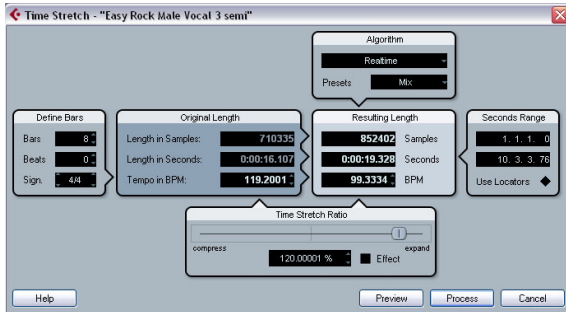 Time Stretch - "Easy Rock Male Vocal 3 semi"
Algorithm
Realtime
Presets Mix
Define Bars
Bars 8
Beats 0
Sign. 4/4
Original Length
Length in Samples: 710335
Length in Seconds: 0:00:16.107
Tempo in BPM: 119.2001
Resulting Length
852402 Samples
0:00:19.328 Seconds
99.3334 BPM
Seconds Range
1. 1. 1. 0
10. 3. 3. 76
Use Locators
Time Stretch Ratio
compress expand
120.00001 % Effect
Help Preview Process Cancel